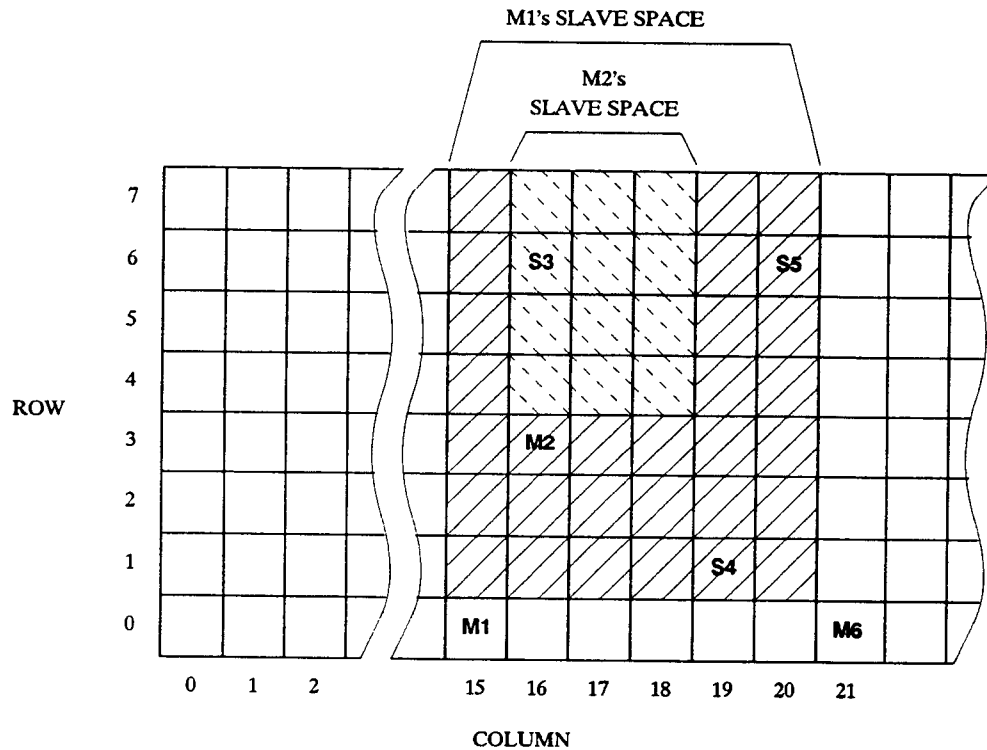 M1's SLAVE SPACE
M2's
SLAVE SPACE
7
6 S3 S5
5
4
ROW
3 M2
2
1 S4
0 M1 M6
0 1 2 15 16 17 18 19 20 21
COLUMN